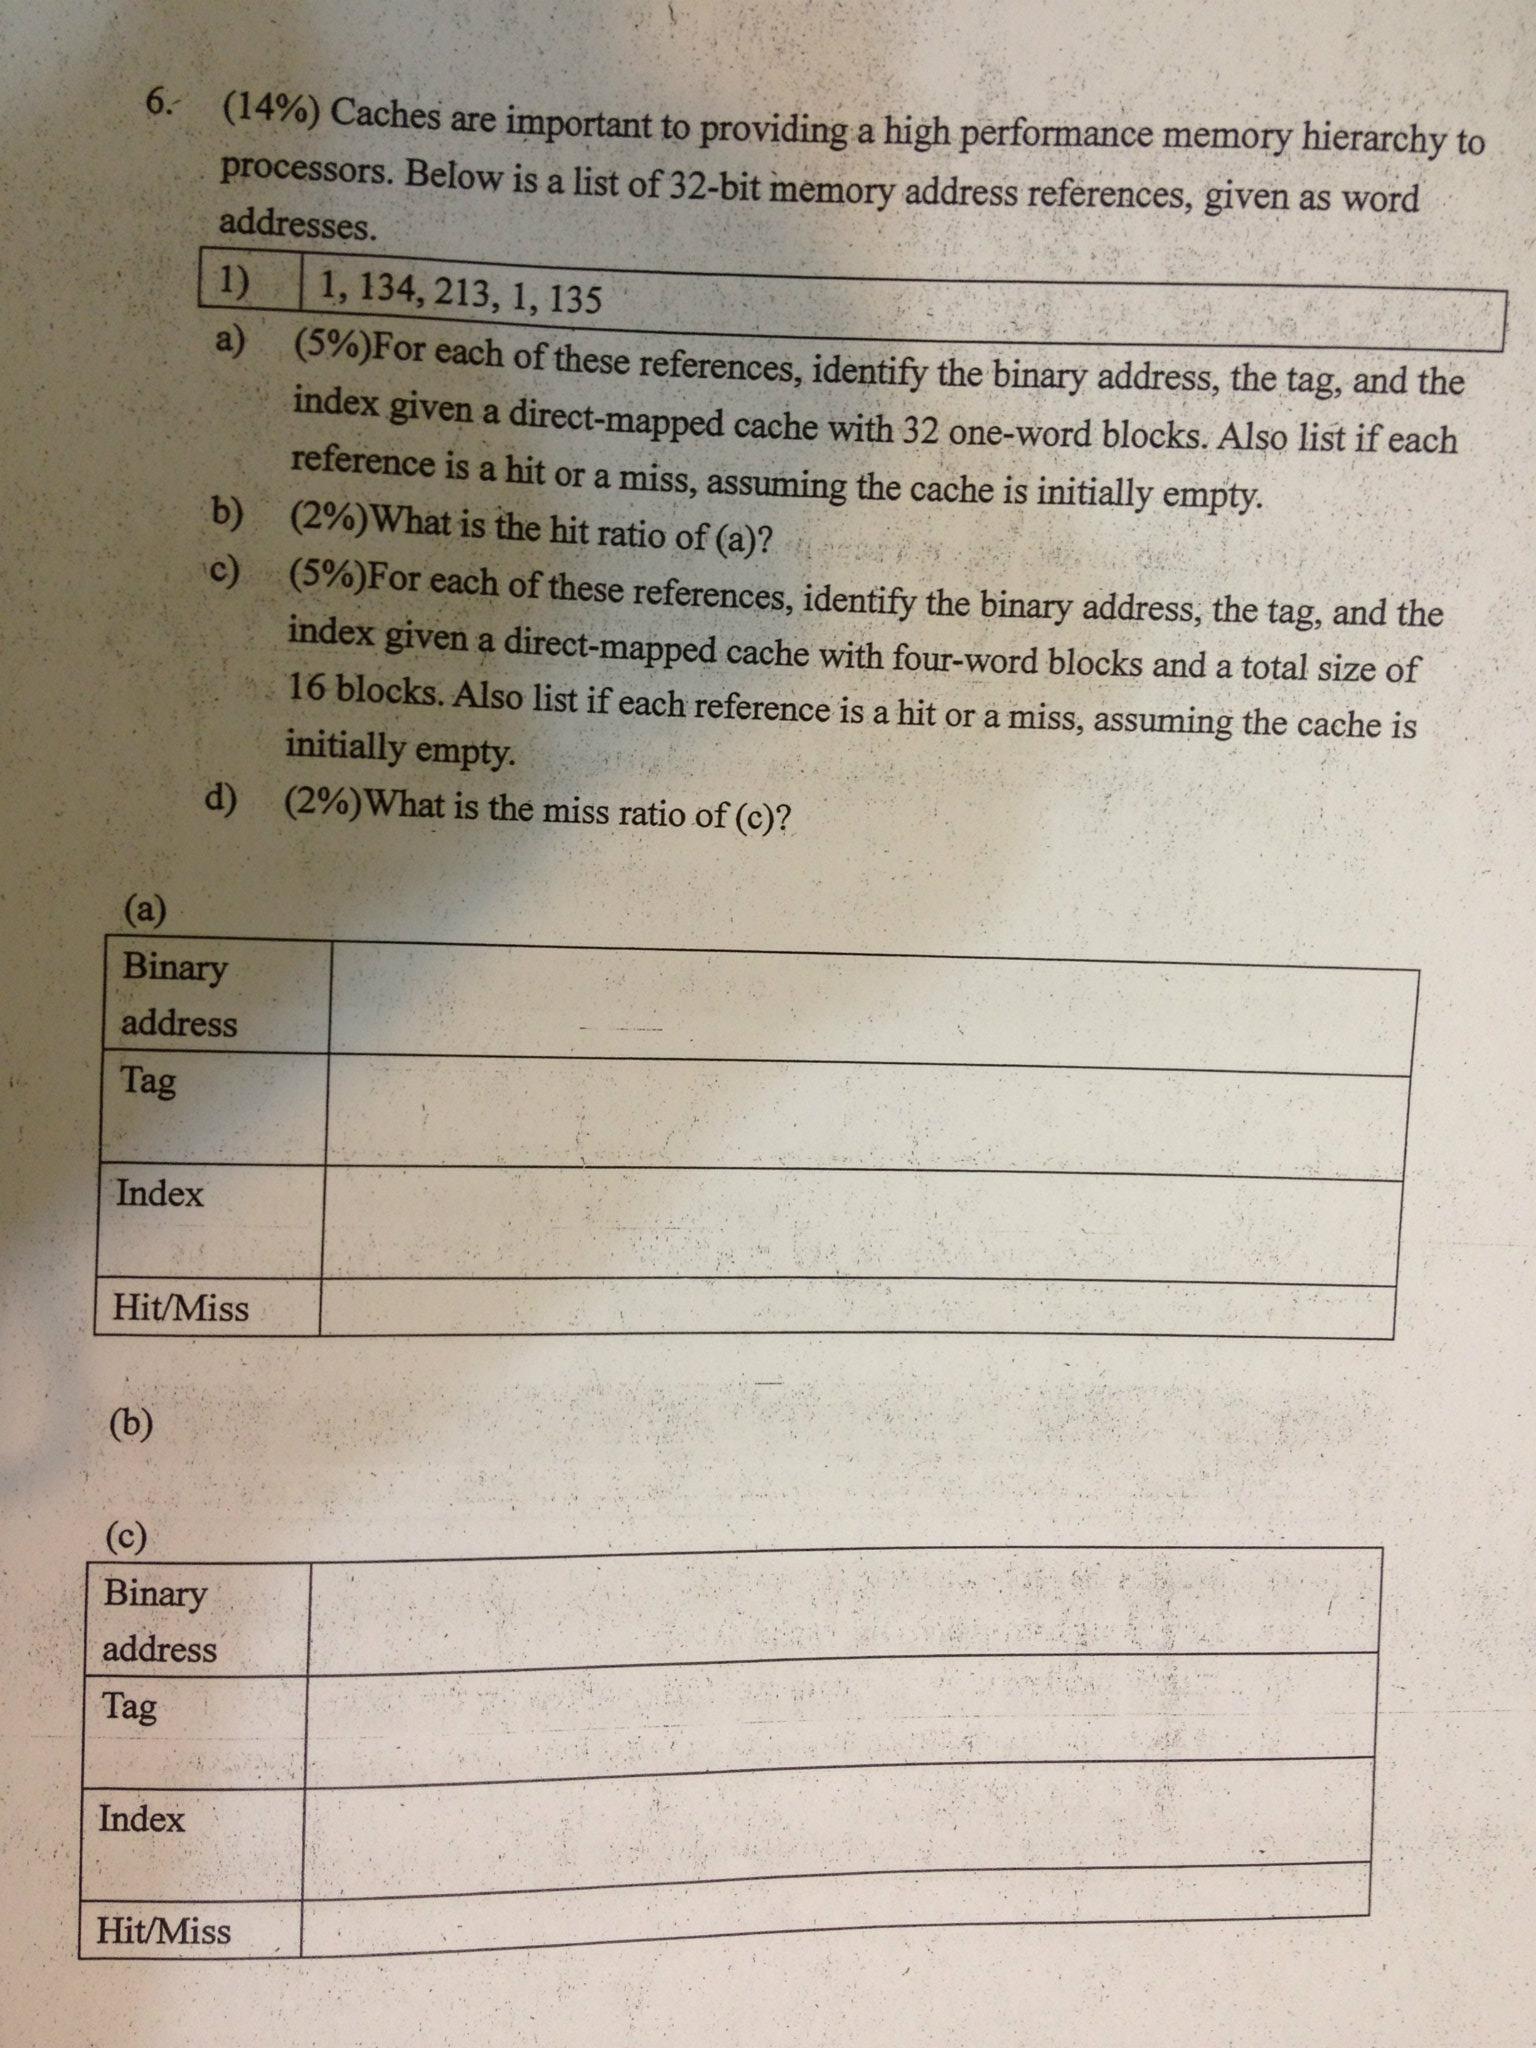 6. (14%) Caches are important to providing a high performance memory hierarchy to
processors. Below is a list of 32-bit memory address references, given as word
addresses.
1) 1, 134, 213, 1, 135
a) (5%)For each of these references, identify the binary address, the tag, and the
index given a direct-mapped cache with 32 one-word blocks. Also list if each
reference is a hit or a miss, assuming the cache is initially empty.
b) (2%)What is the hit ratio of (a)?
c) (5%)For each of these references, identify the binary address, the tag, and the
index given a direct-mapped cache with four-word blocks and a total size of
16 blocks. Also list if each reference is a hit or a miss, assuming the cache is
initially empty.
d) (2%)What is the miss ratio of (c)?
(a)
Binary
address
Tag
Index
Hit/Miss
(b)
(c)
Binary
address
Tag
Index
Hit/Miss